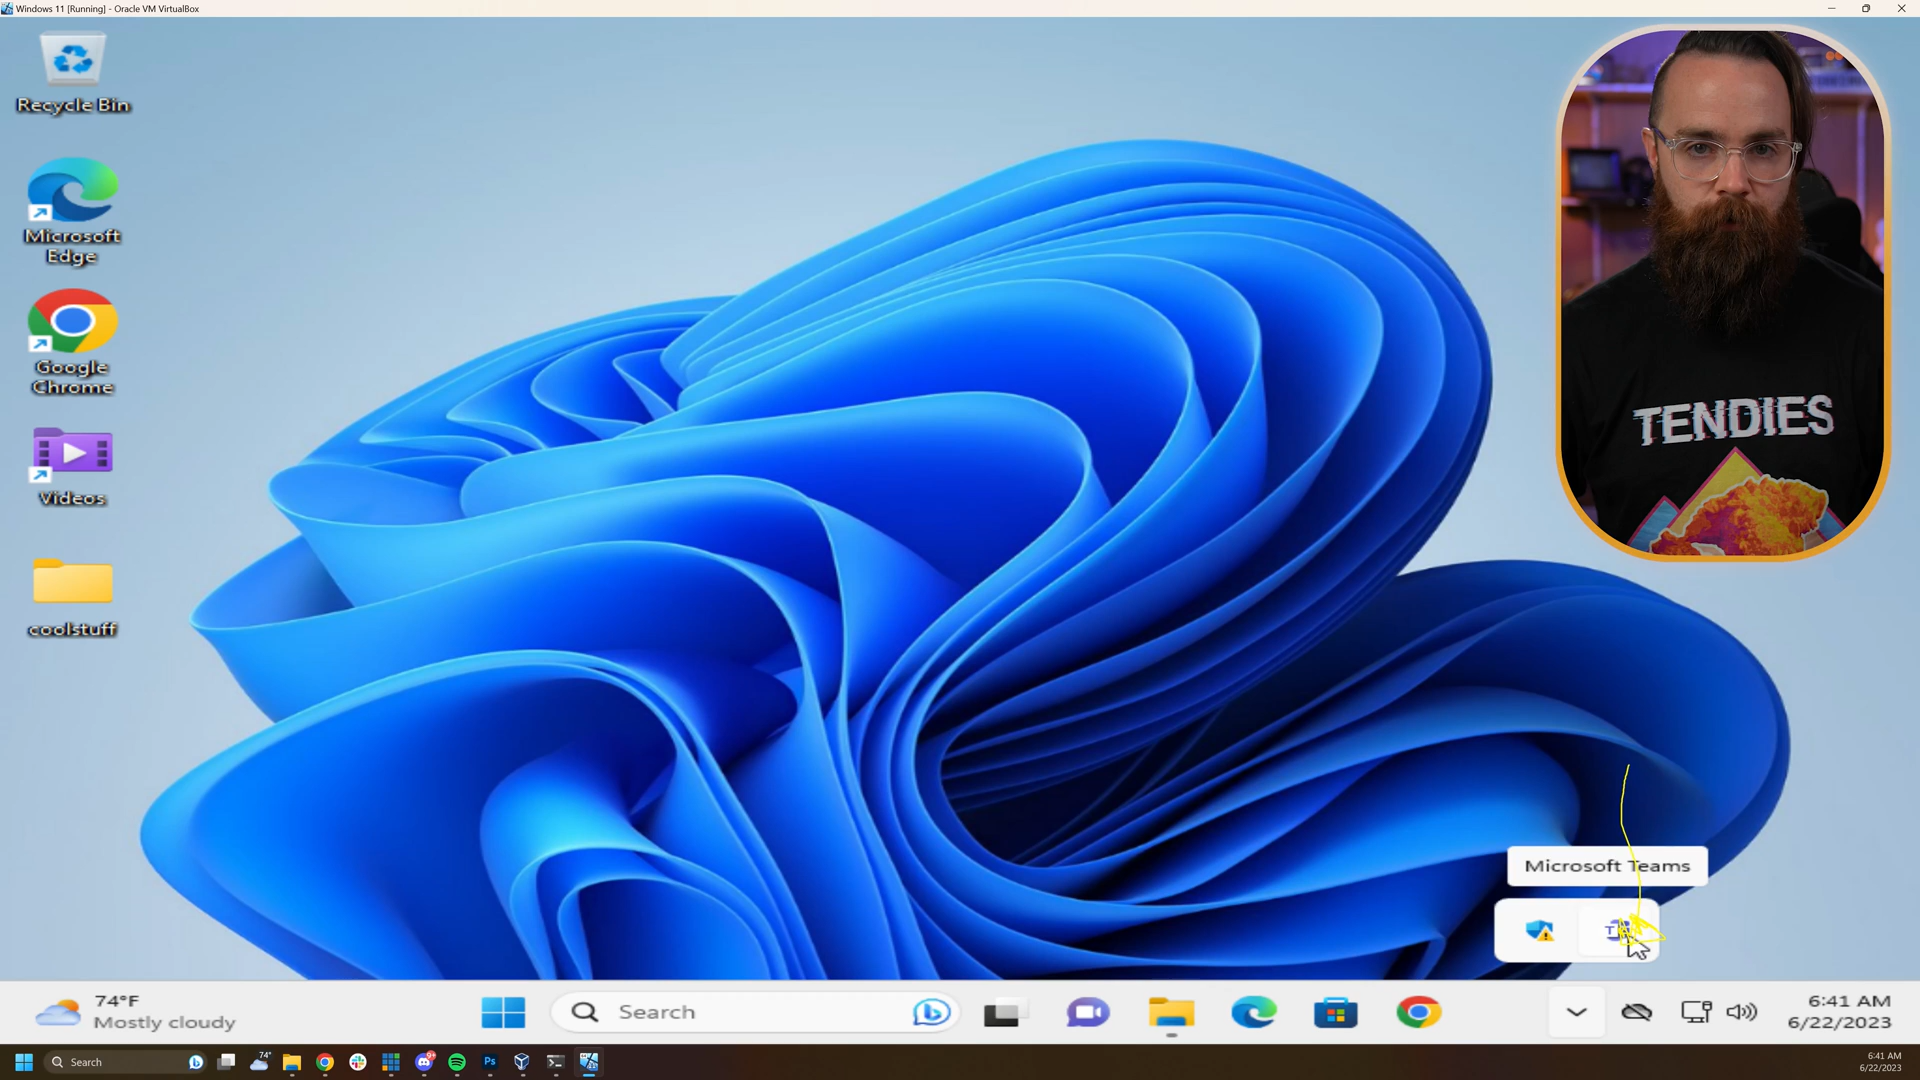 Windows 11 [Running] - Oracle VM VirtualBox
Recycle Bin
Microsoft
Edge
Google
Chrome
Videos
coolstuff
TENDIES
Microsoft Teams
74°F
Mostly cloudy
Search
6:41 AM
6/22/2023
Search
74°
Ps
6:41 AM
6/22/2023